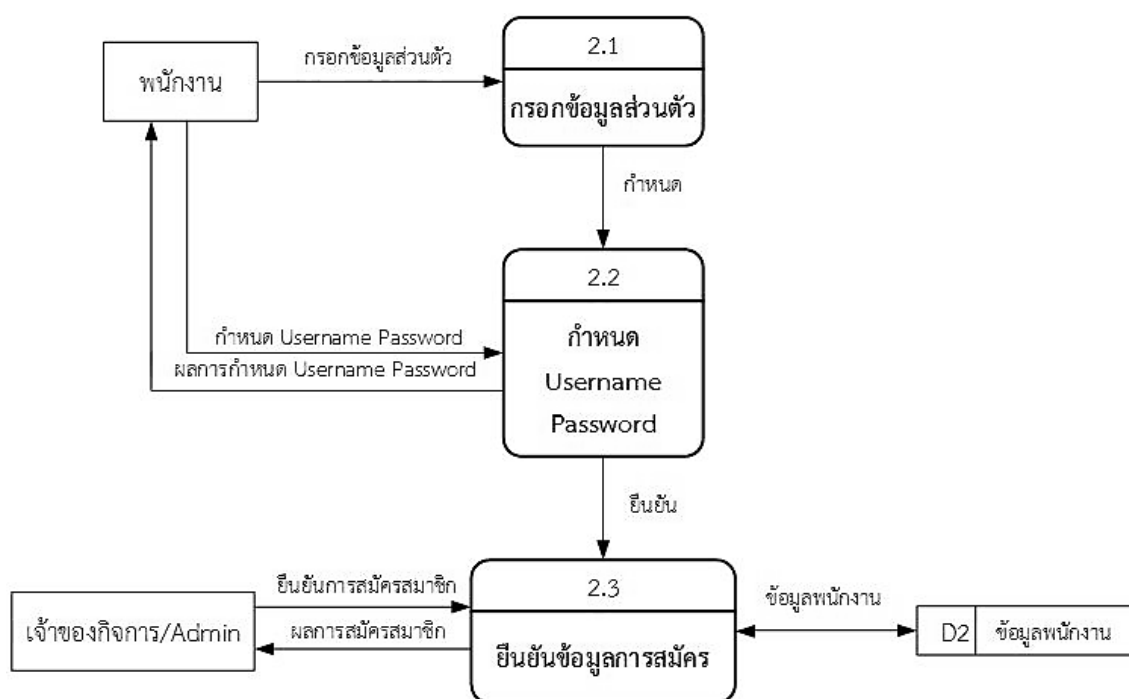 2.1
พนักงาน
กรอกข้อมูลส่วนตัว
กรอกข้อมูลส่วนตัว
กำหนด
2.2
กำหนด
Username
Password
กำหนด Username Password
ผลการกำหนด Username Password
ยืนยัน
2.3
ยืนยันข้อมูลการสมัคร
เจ้าของกิจการ/Admin
ยืนยันการสมัครสมาชิก
ผลการสมัครสมาชิก
ข้อมูลพนักงาน
D2
ข้อมูลพนักงาน